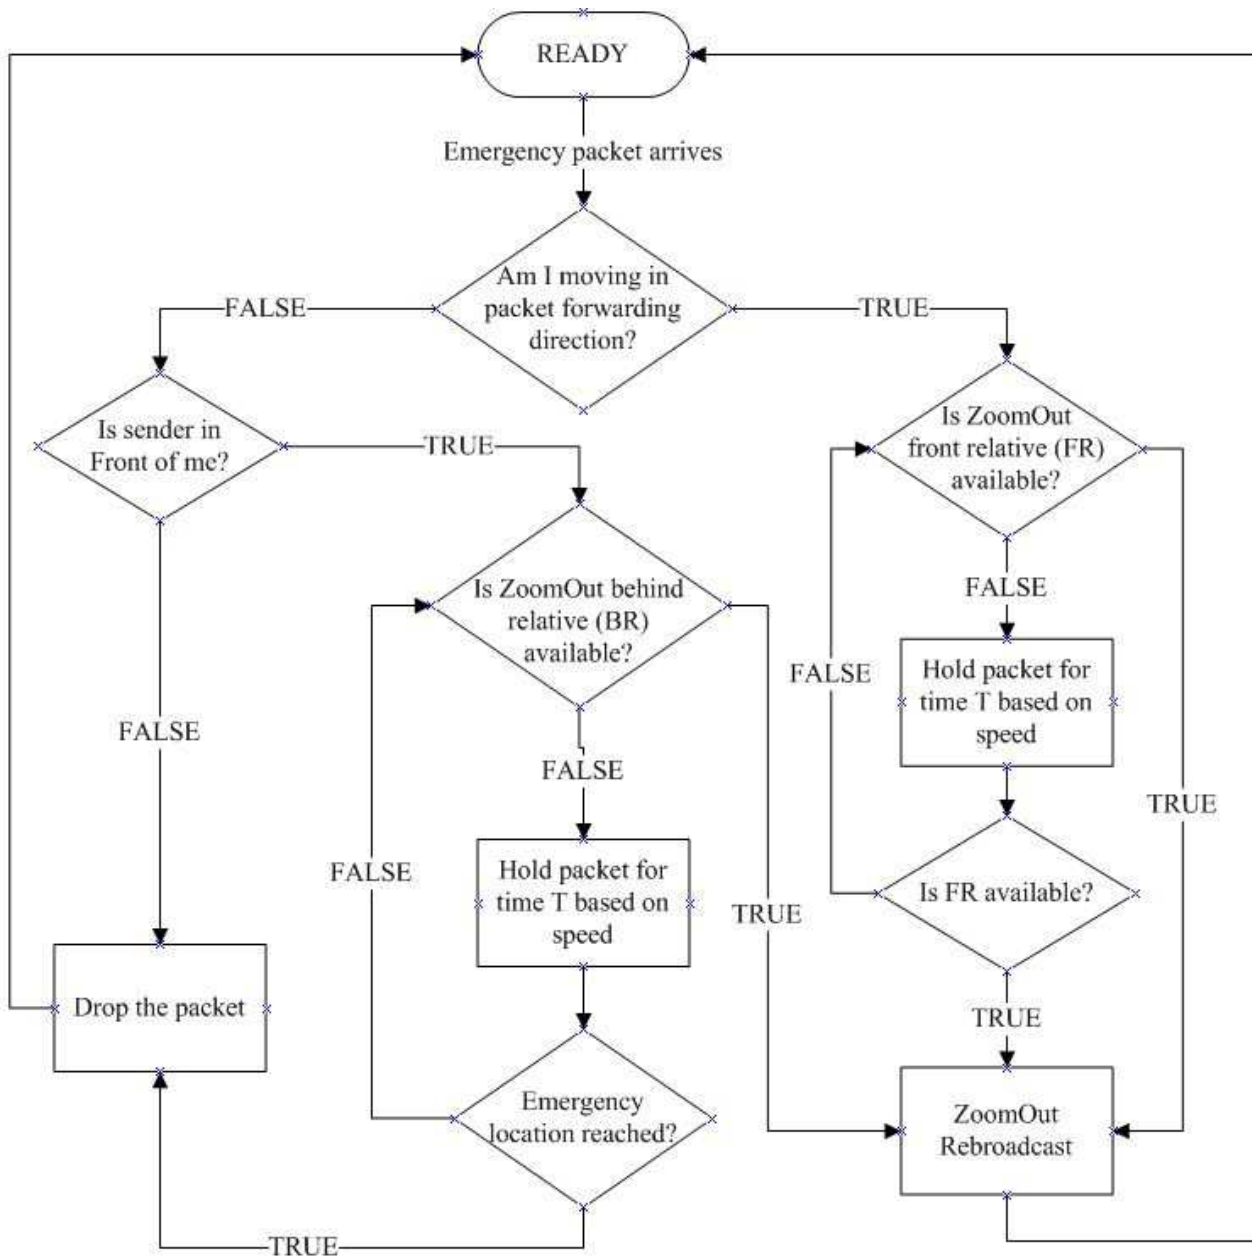 READY
Emergency packet arrives
Am I moving in
packet forwarding
direction?
FALSE
TRUE
Is sender in
Front of me?
TRUE
Is ZoomOut
front relative (FR)
available?
FALSE
Is ZoomOut behind
relative (BR)
available?
FALSE
Hold packet for
time T based on
speed
FALSE
FALSE
TRUE
Hold packet for
time T based on
speed
FALSE
TRUE
Is FR available?
Drop the packet
TRUE
Emergency
location reached?
ZoomOut
Rebroadcast
TRUE